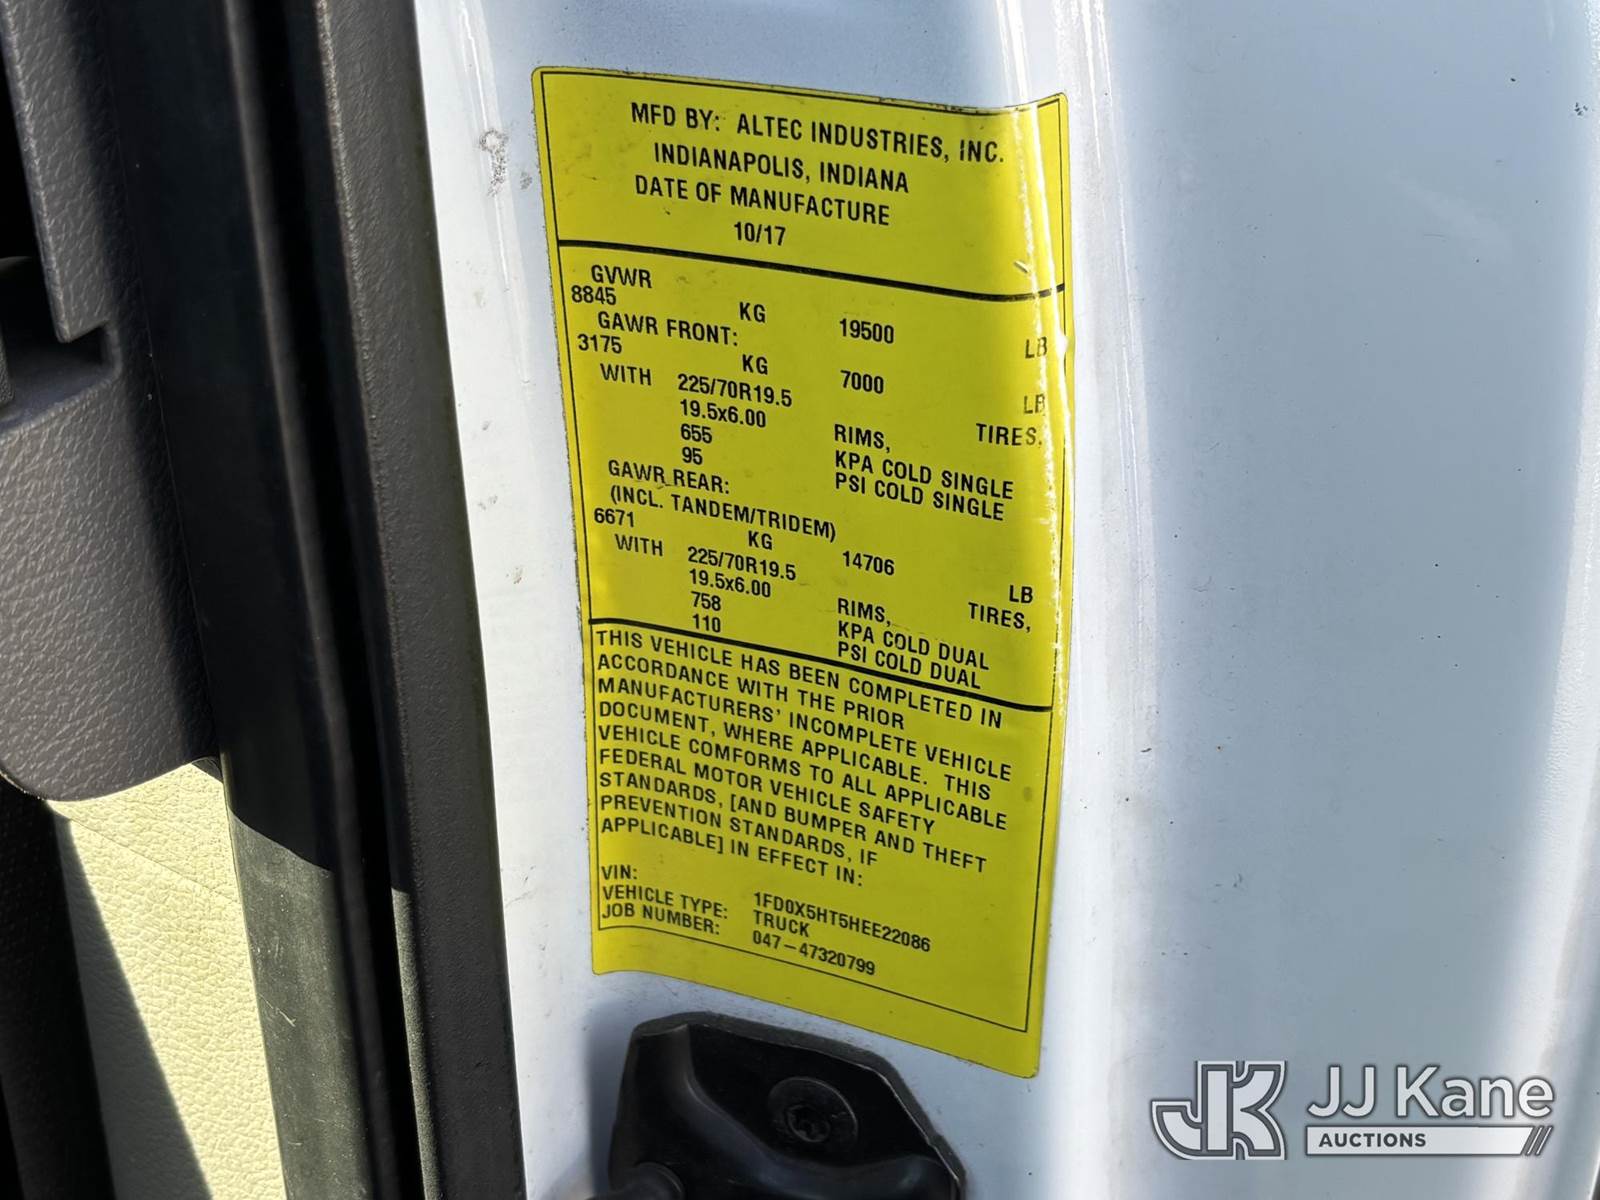 MFD BY: ALTEC INDUSTRIES, INC.
INDIANAPOLIS, INDIANA
DATE OF MANUFACTURE
10/17
GVWR
8845 KG 19500 LB
GAWR FRONT:
3175 KG 7000 LB
WITH 225/70R19.5 TIRES,
19.5x6.00 RIMS,
655 KPA COLD SINGLE
95 PSI COLD SINGLE
GAWR REAR:
(INCL. TANDEM/TRIDEM)
6671 KG 14706 LB
WITH 225/70R19.5 TIRES,
19.5x6.00 RIMS,
758 KPA COLD DUAL
110 PSI COLD DUAL
THIS VEHICLE HAS BEEN COMPLETED IN
ACCORDANCE WITH THE PRIOR
MANUFACTURERS' INCOMPLETE VEHICLE
DOCUMENT, WHERE APPLICABLE. THIS
VEHICLE COMFORMS TO ALL APPLICABLE
FEDERAL MOTOR VEHICLE SAFETY
STANDARDS, [AND BUMPER AND THEFT
PREVENTION STANDARDS, IF
APPLICABLE] IN EFFECT IN:
VIN: 1FD0X5HT5HEE22086
VEHICLE TYPE: TRUCK
JOB NUMBER: 047-47320799
JK JJ Kane
AUCTIONS